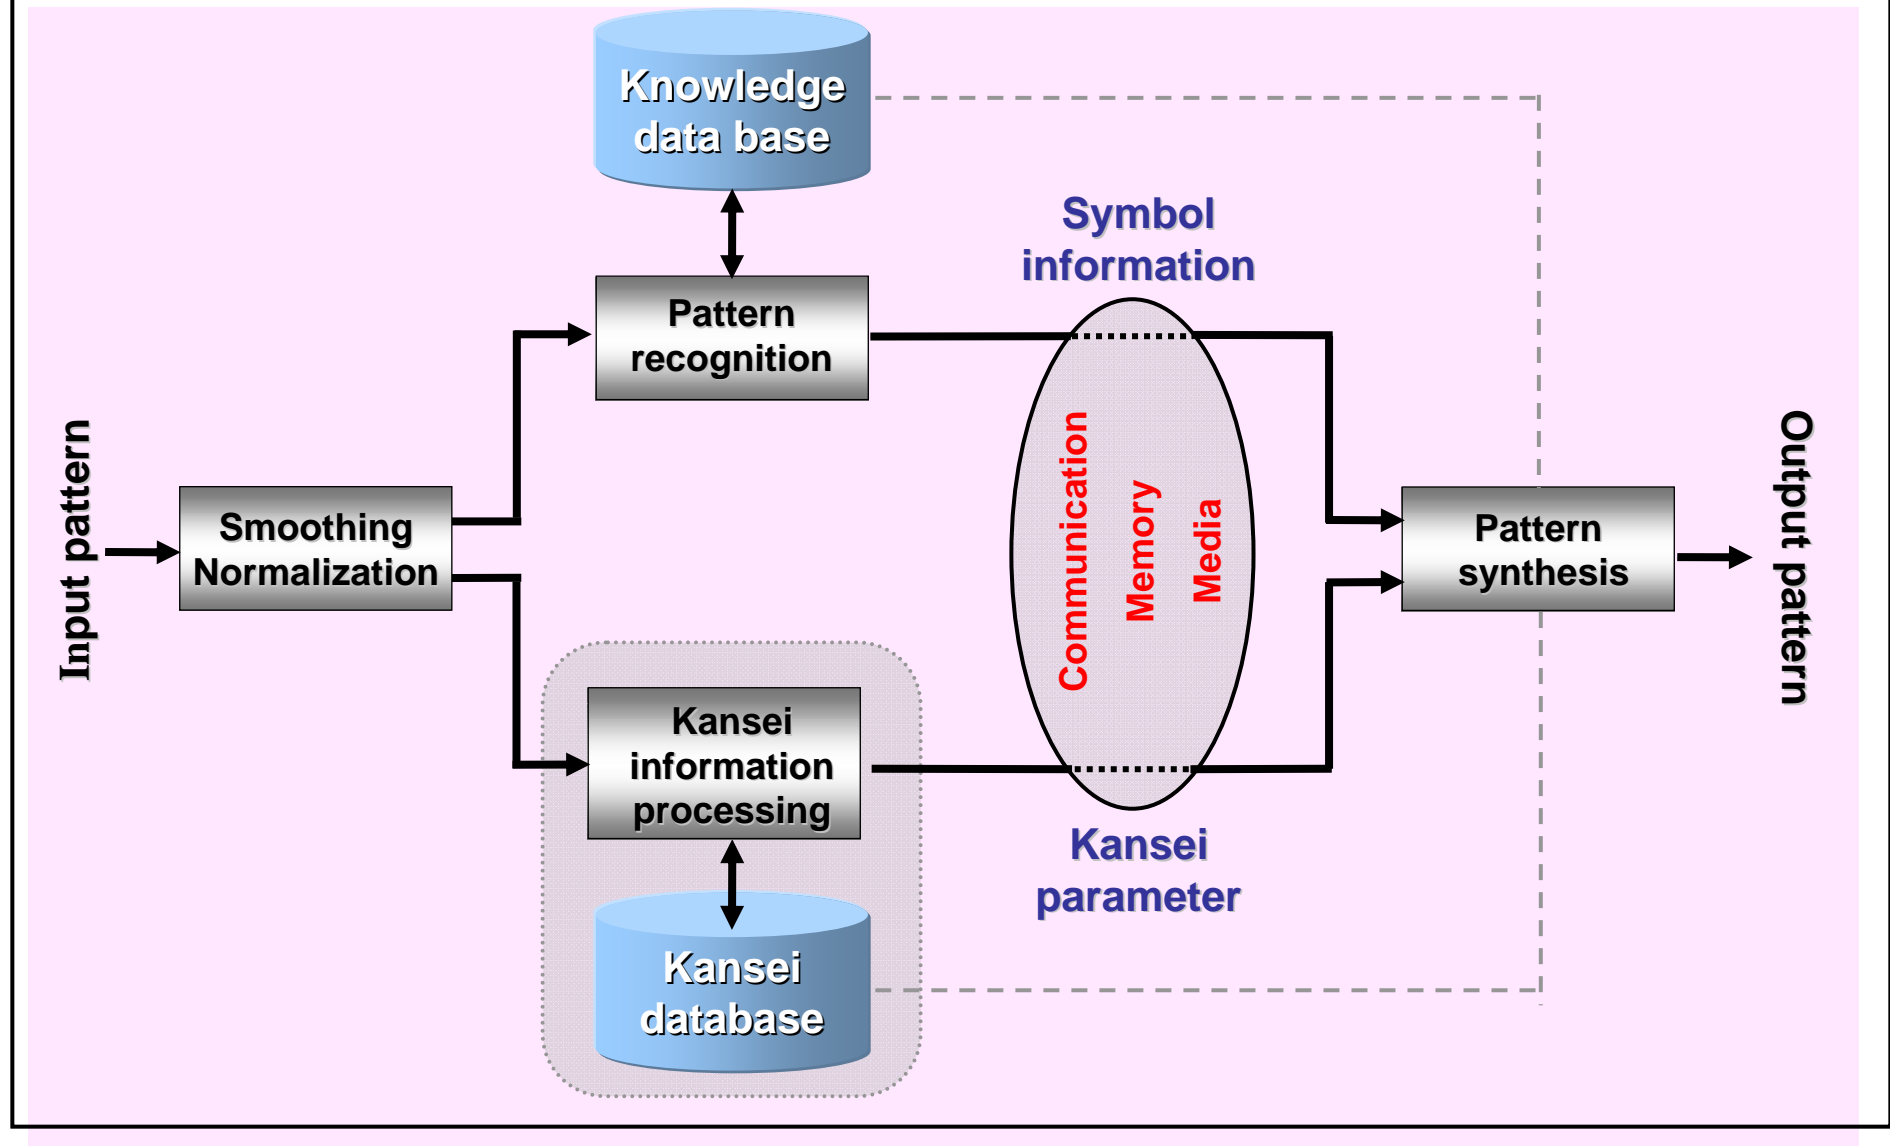 Knowledge
data base
Symbol
information
Pattern
recognition
Input pattern
Smoothing
Normalization
Communication
Memory
Media
Pattern
synthesis
Output pattern
Kansei
information
processing
Kansei
parameter
Kansei
database